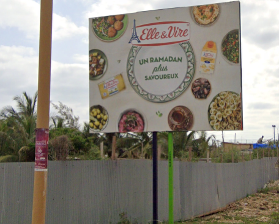 Elle & Vire
UN RAMADAN
plus
SAVOUREUX